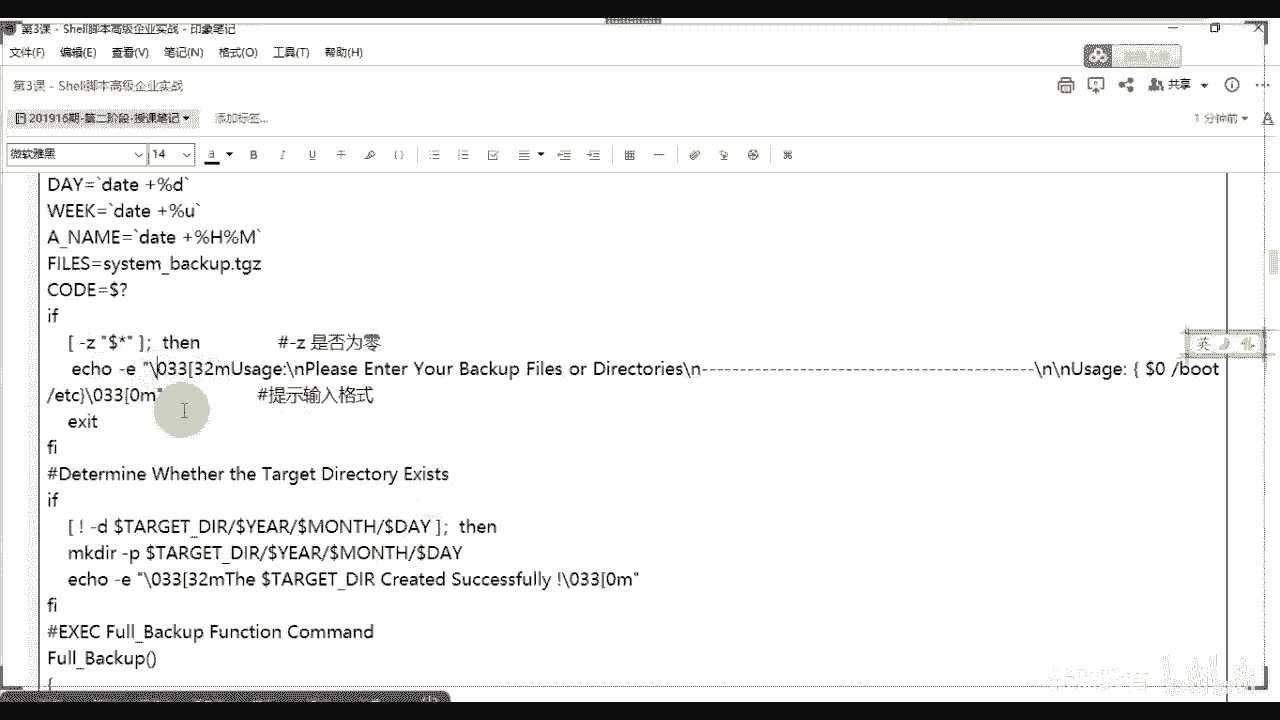 第3课 - Shell脚本高级企业实战 - 印象笔记
文件(F) 编辑(E) 查看(V) 笔记(N) 格式(O) 工具(T) 帮助(H)
第3课 - Shell脚本高级企业实战
共享
201916期-第二阶段-授课笔记
添加标签...
1 分钟前
微软雅黑 14 a B I U T
DAY=`date +%d`
WEEK=`date +%u`
A_NAME=`date +%H%M`
FILES=system_backup.tgz
CODE=$?
if
[ -z "$*" ]; then #-z 是否为零
echo -e "\033[32mUsage:\nPlease Enter Your Backup Files or Directories\n--------------------------------------------\n\nUsage: { $0 /boot
/etc}\033[0m" #提示输入格式
exit
fi
#Determine Whether the Target Directory Exists
if
[ ! -d $TARGET_DIR/$YEAR/$MONTH/$DAY ]; then
mkdir -p $TARGET_DIR/$YEAR/$MONTH/$DAY
echo -e "\033[32mThe $TARGET_DIR Created Successfully !\033[0m"
fi
#EXEC Full_Backup Function Command
Full_Backup()
{
英